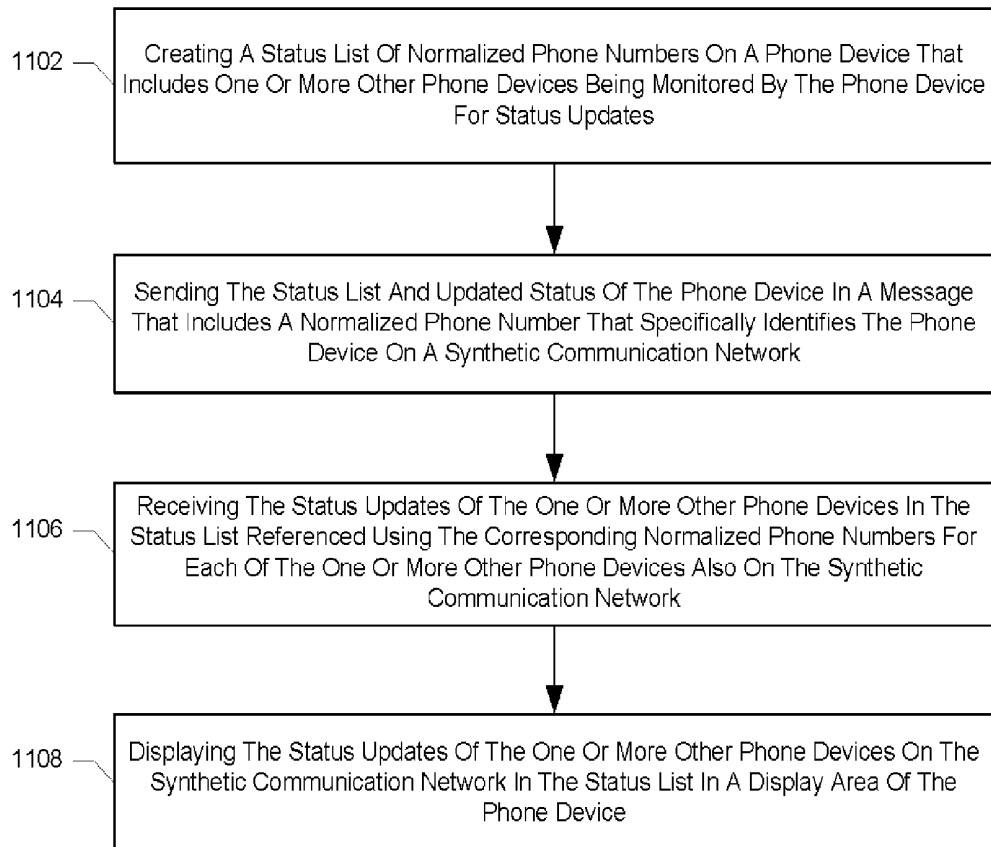 1102
Creating A Status List Of Normalized Phone Numbers On A Phone Device That
Includes One Or More Other Phone Devices Being Monitored By The Phone Device
For Status Updates
1104
Sending The Status List And Updated Status Of The Phone Device In A Message
That Includes A Normalized Phone Number That Specifically Identifies The Phone
Device On A Synthetic Communication Network
1106
Receiving The Status Updates Of The One Or More Other Phone Devices In The
Status List Referenced Using The Corresponding Normalized Phone Numbers For
Each Of The One Or More Other Phone Devices Also On The Synthetic
Communication Network
1108
Displaying The Status Updates Of The One Or More Other Phone Devices On The
Synthetic Communication Network In The Status List In A Display Area Of The
Phone Device